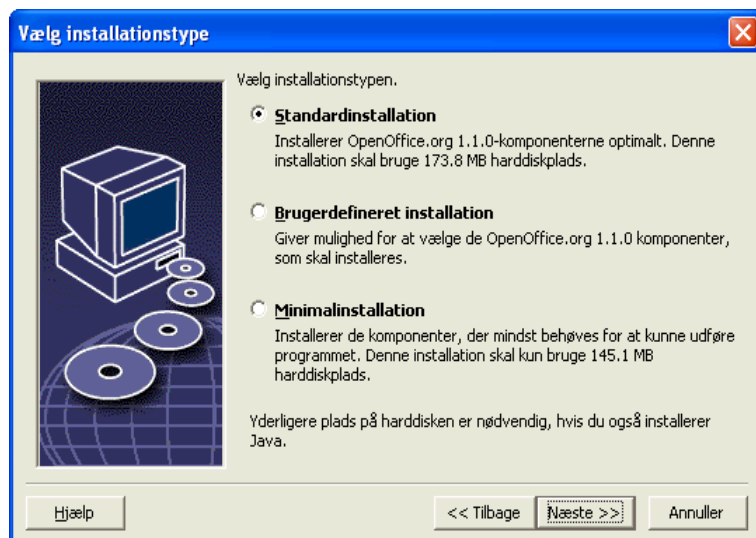 Vælg installationstype
Vælg installationstypen.
Standardinstallation
Installerer OpenOffice.org 1.1.0-komponenterne optimalt. Denne
installation skal bruge 173.8 MB harddiskplads.
Brugerdefineret installation
Giver mulighed for at vælge de OpenOffice.org 1.1.0 komponenter,
som skal installeres.
Minimalinstallation
Installerer de komponenter, der mindst behøves for at kunne udføre
programmet. Denne installation skal kun bruge 145.1 MB
harddiskplads.
Yderligere plads på harddisken er nødvendig, hvis du også installerer
Java.
Hjælp
<< Tilbage
Næste >>
Annuller